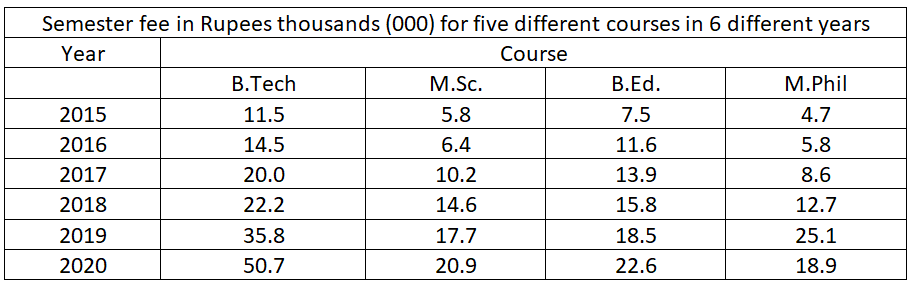 Semester fee in Rupees thousands (000) for five different courses in 6 different years
Year Course
B.Tech M.Sc. B.Ed. M.Phil
2015 11.5 5.8 7.5 4.7
2016 14.5 6.4 11.6 5.8
2017 20.0 10.2 13.9 8.6
2018 22.2 14.6 15.8 12.7
2019 35.8 17.7 18.5 25.1
2020 50.7 20.9 22.6 18.9